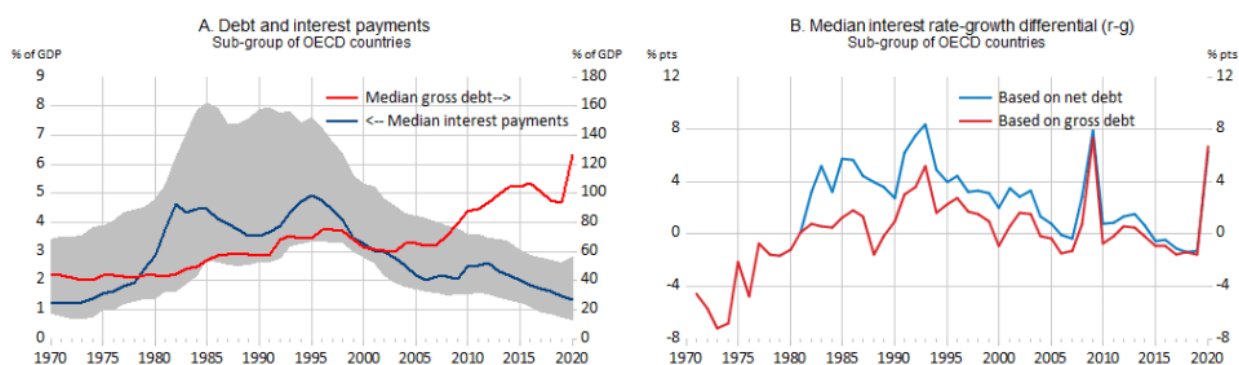 A. Debt and interest payments
Sub-group of OECD countries
% of GDP % of GDP
9 180
8 160
7 140
6 120
5 100
4 80
3 60
2 40
1 20
0 0
Median gross debt-->
<-- Median interest payments
1970 1975 1980 1985 1990 1995 2000 2005 2010 2015 2020
B. Median interest rate-growth differential (r-g)
Sub-group of OECD countries
% pts % pts
12 12
8 8
4 4
0 0
-4 -4
-8 -8
Based on net debt
Based on gross debt
1970 1975 1980 1985 1990 1995 2000 2005 2010 2015 2020